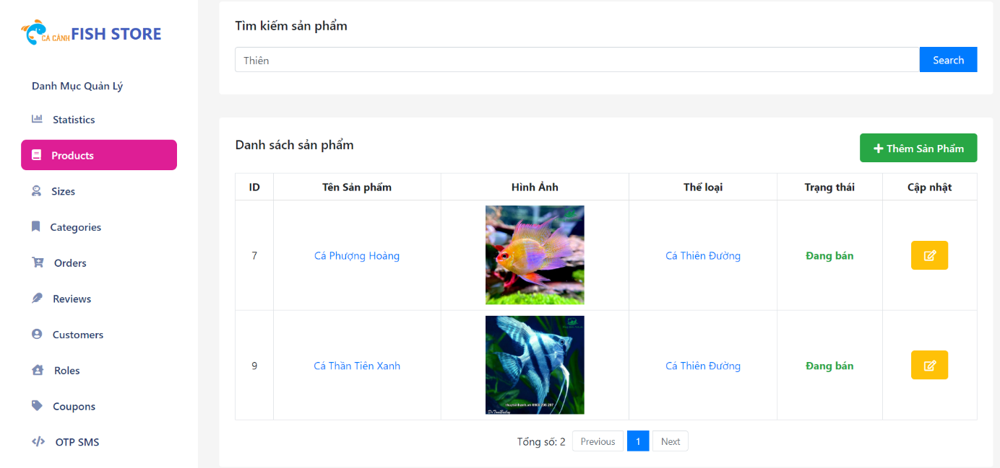 CA CẢNH FISH STORE
Danh Mục Quản Lý
Statistics
Products
Sizes
Categories
Orders
Reviews
Customers
Roles
Coupons
OTP SMS
Tìm kiếm sản phẩm
Thiên
Search
Danh sách sản phẩm
Thêm Sản Phẩm
ID Tên Sản phẩm Hình Ảnh Thể loại Trạng thái Cập nhật
7 Cá Phượng Hoàng Cá Thiên Đường Đang bán
9 Cá Thần Tiên Xanh Cá Thiên Đường Đang bán
Tổng số: 2 Previous 1 Next